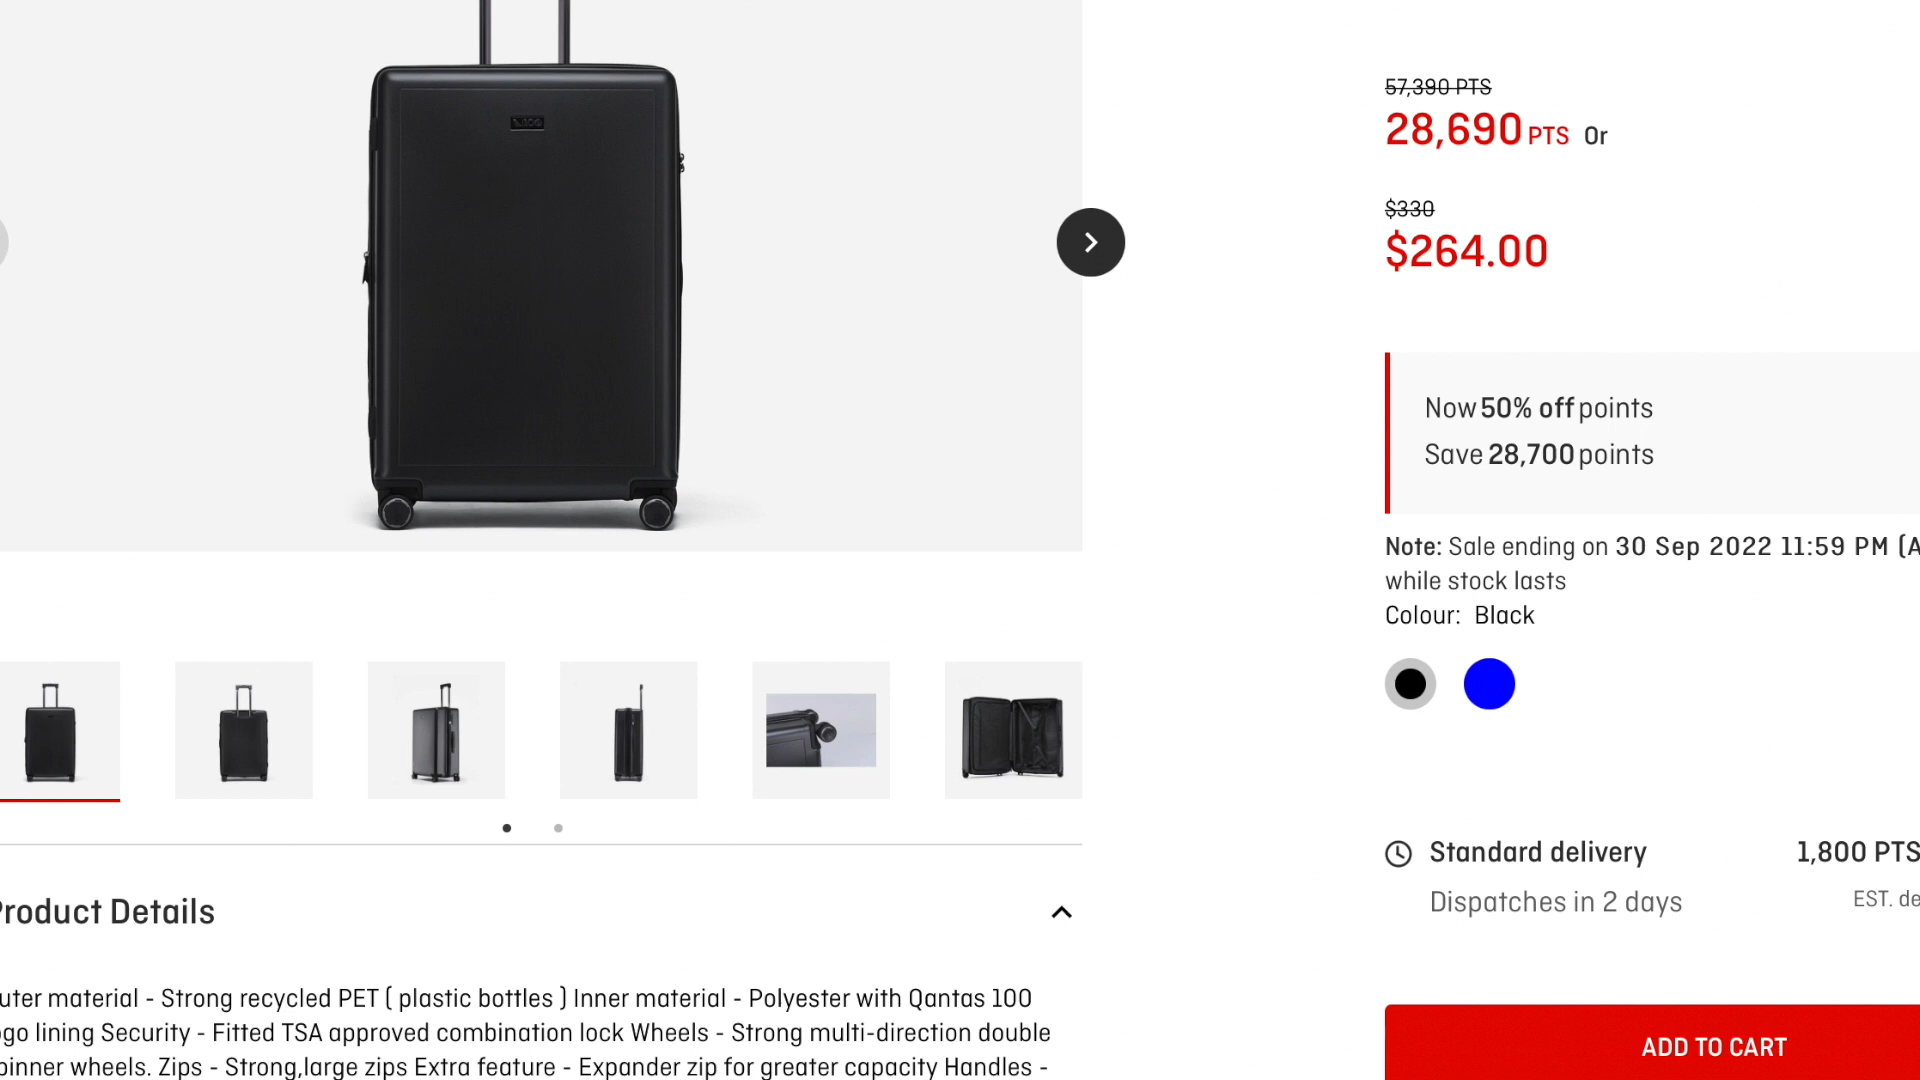 57,390 PTS
28,690 PTS Or
$330
$264.00
Now 50% off points
Save 28,700 points
Note: Sale ending on 30 Sep 2022 11:59 PM (A
while stock lasts
Colour: Black
Standard delivery 1,800 PTS
Dispatches in 2 days EST. de
ADD TO CART
Product Details
uter material - Strong recycled PET ( plastic bottles ) Inner material - Polyester with Qantas 100
ogo lining Security - Fitted TSA approved combination lock Wheels - Strong multi-direction double
pinner wheels. Zips - Strong,large zips Extra feature - Expander zip for greater capacity Handles -